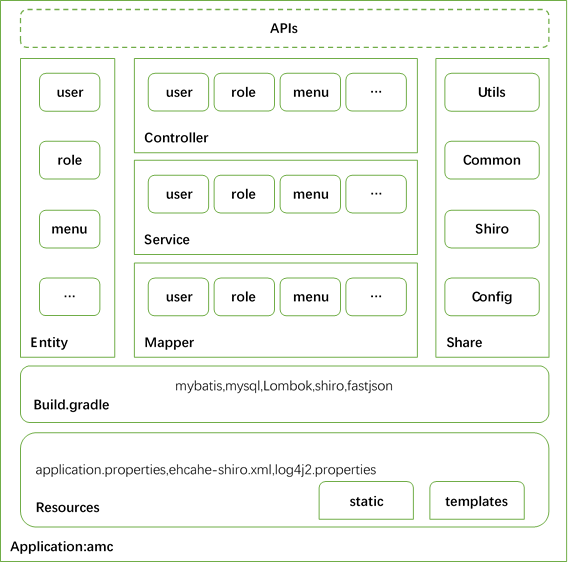 APIs
user
role
menu
...
Entity
user role menu ...
Controller
user role menu ...
Service
user role menu ...
Mapper
Utils
Common
Shiro
Config
Share
mybatis,mysql,Lombok,shiro,fastjson
Build.gradle
application.properties,ehcahe-shiro.xml,log4j2.properties
Resources
static
templates
Application:amc